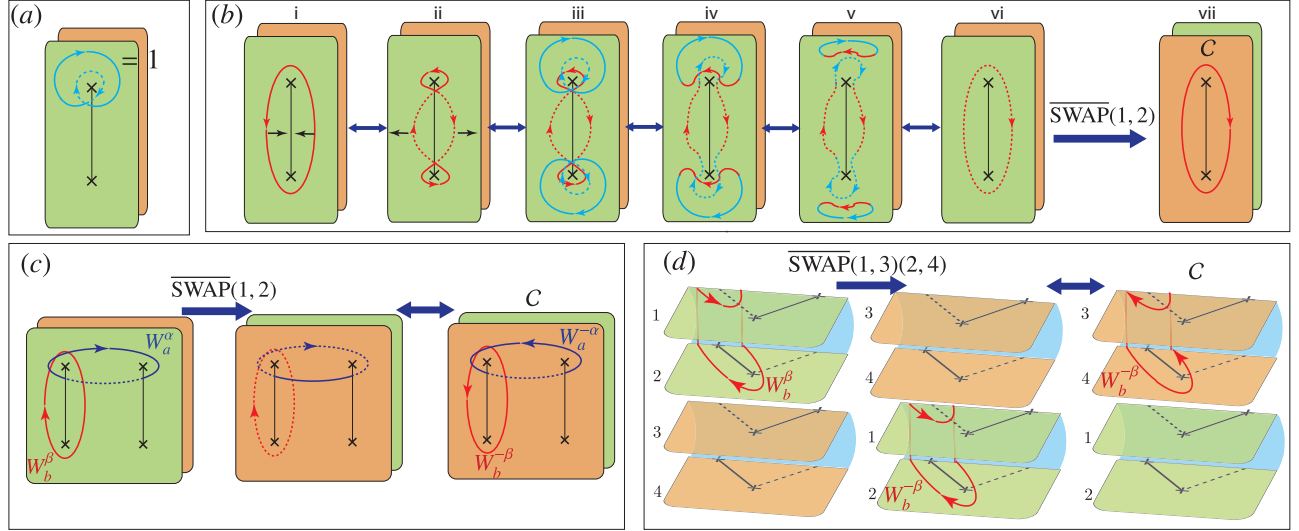 (a)
= 1
(b)
i ii iii iv v vi vii
C
SWAP(1, 2)
(c)
SWAP(1, 2)
C
W_a^α
W_b^β
W_a^{-α}
W_b^{-β}
(d)
SWAP(1, 3)(2, 4)
C
1
2
3
4
W_b^β
3
4
1
2
W_b^{-β}
3
4
1
2
W_b^{-β}